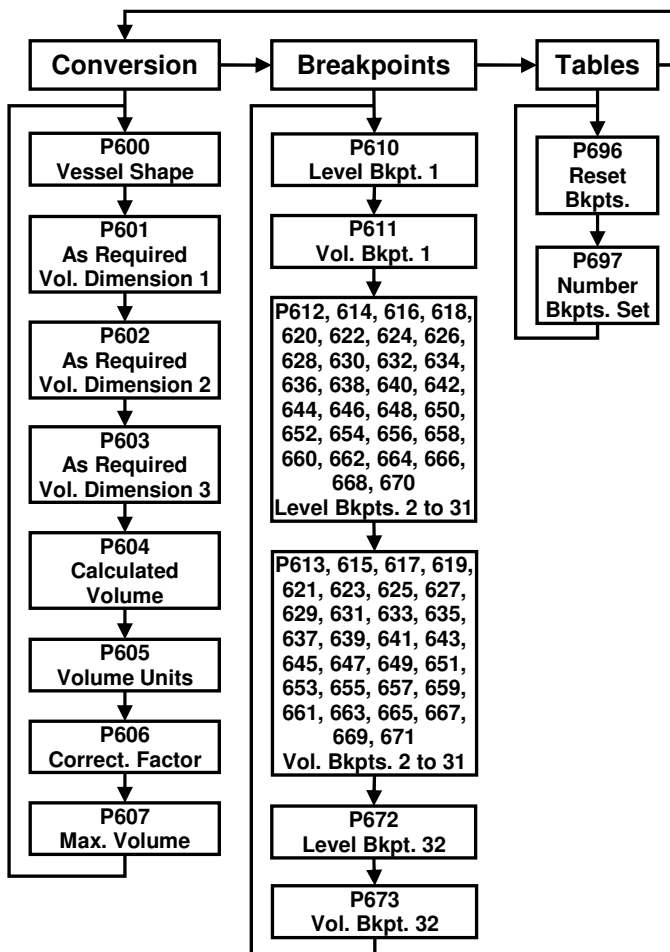 Conversion
Breakpoints
Tables
P600
Vessel Shape
P601
As Required
Vol. Dimension 1
P602
As Required
Vol. Dimension 2
P603
As Required
Vol. Dimension 3
P604
Calculated
Volume
P605
Volume Units
P606
Correct. Factor
P607
Max. Volume
P610
Level Bkpt. 1
P611
Vol. Bkpt. 1
P612, 614, 616, 618,
620, 622, 624, 626,
628, 630, 632, 634,
636, 638, 640, 642,
644, 646, 648, 650,
652, 654, 656, 658,
660, 662, 664, 666,
668, 670
Level Bkpts. 2 to 31
P613, 615, 617, 619,
621, 623, 625, 627,
629, 631, 633, 635,
637, 639, 641, 643,
645, 647, 649, 651,
653, 655, 657, 659,
661, 663, 665, 667,
669, 671
Vol. Bkpts. 2 to 31
P672
Level Bkpt. 32
P673
Vol. Bkpt. 32
P696
Reset
Bkpts.
P697
Number
Bkpts. Set